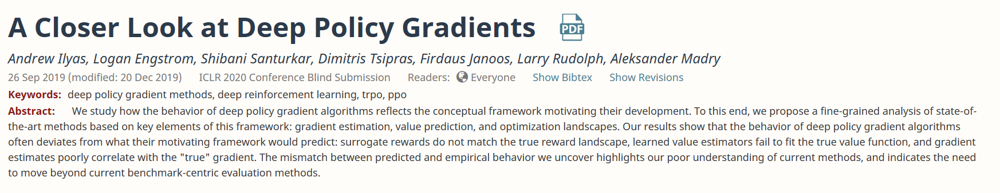 A Closer Look at Deep Policy Gradients PDF
Andrew Ilyas, Logan Engstrom, Shibani Santurkar, Dimitris Tsipras, Firdaus Janoos, Larry Rudolph, Aleksander Madry
26 Sep 2019 (modified: 20 Dec 2019) ICLR 2020 Conference Blind Submission Readers: Everyone Show Bibtex Show Revisions
Keywords: deep policy gradient methods, deep reinforcement learning, trpo, ppo
Abstract: We study how the behavior of deep policy gradient algorithms reflects the conceptual framework motivating their development. To this end, we propose a fine-grained analysis of state-of-
the-art methods based on key elements of this framework: gradient estimation, value prediction, and optimization landscapes. Our results show that the behavior of deep policy gradient algorithms
often deviates from what their motivating framework would predict: surrogate rewards do not match the true reward landscape, learned value estimators fail to fit the true value function, and gradient
estimates poorly correlate with the "true" gradient. The mismatch between predicted and empirical behavior we uncover highlights our poor understanding of current methods, and indicates the need
to move beyond current benchmark-centric evaluation methods.